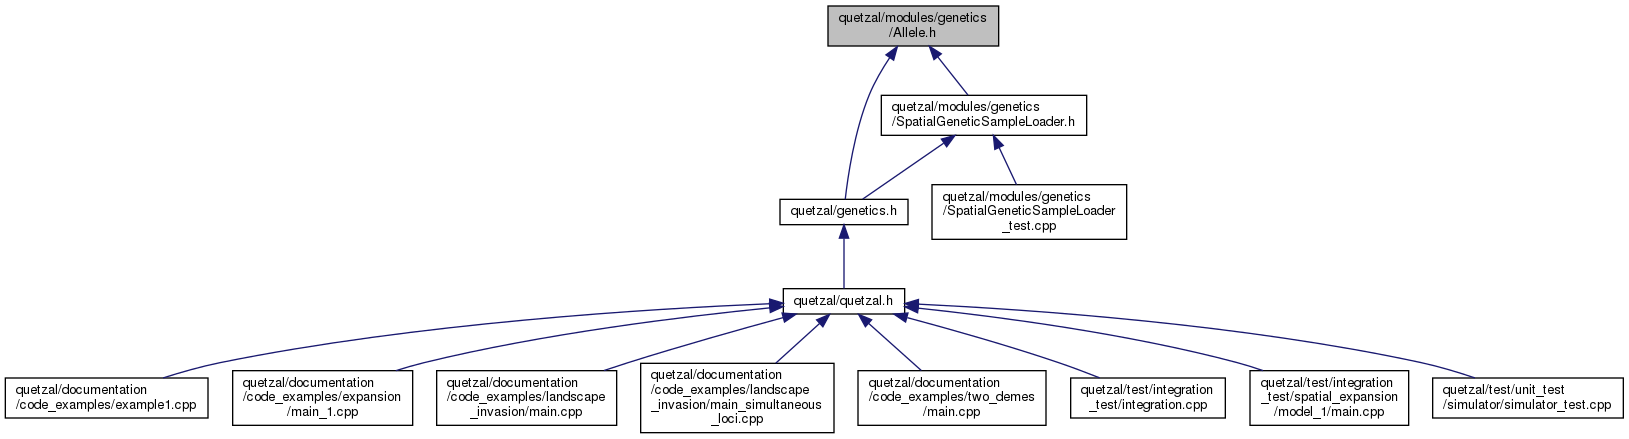 quetzal/modules/genetics
/Allele.h
quetzal/modules/genetics
/SpatialGeneticSampleLoader.h
quetzal/genetics.h
quetzal/modules/genetics
/SpatialGeneticSampleLoader
_test.cpp
quetzal/quetzal.h
quetzal/documentation
/code_examples/example1.cpp
quetzal/documentation
/code_examples/expansion
/main_1.cpp
quetzal/documentation
/code_examples/landscape
_invasion/main.cpp
quetzal/documentation
/code_examples/landscape
_invasion/main_simultaneous
_loci.cpp
quetzal/documentation
/code_examples/two_demes
/main.cpp
quetzal/test/integration
_test/integration.cpp
quetzal/test/integration
_test/spatial_expansion
/model_1/main.cpp
quetzal/test/unit_test
/simulator/simulator_test.cpp